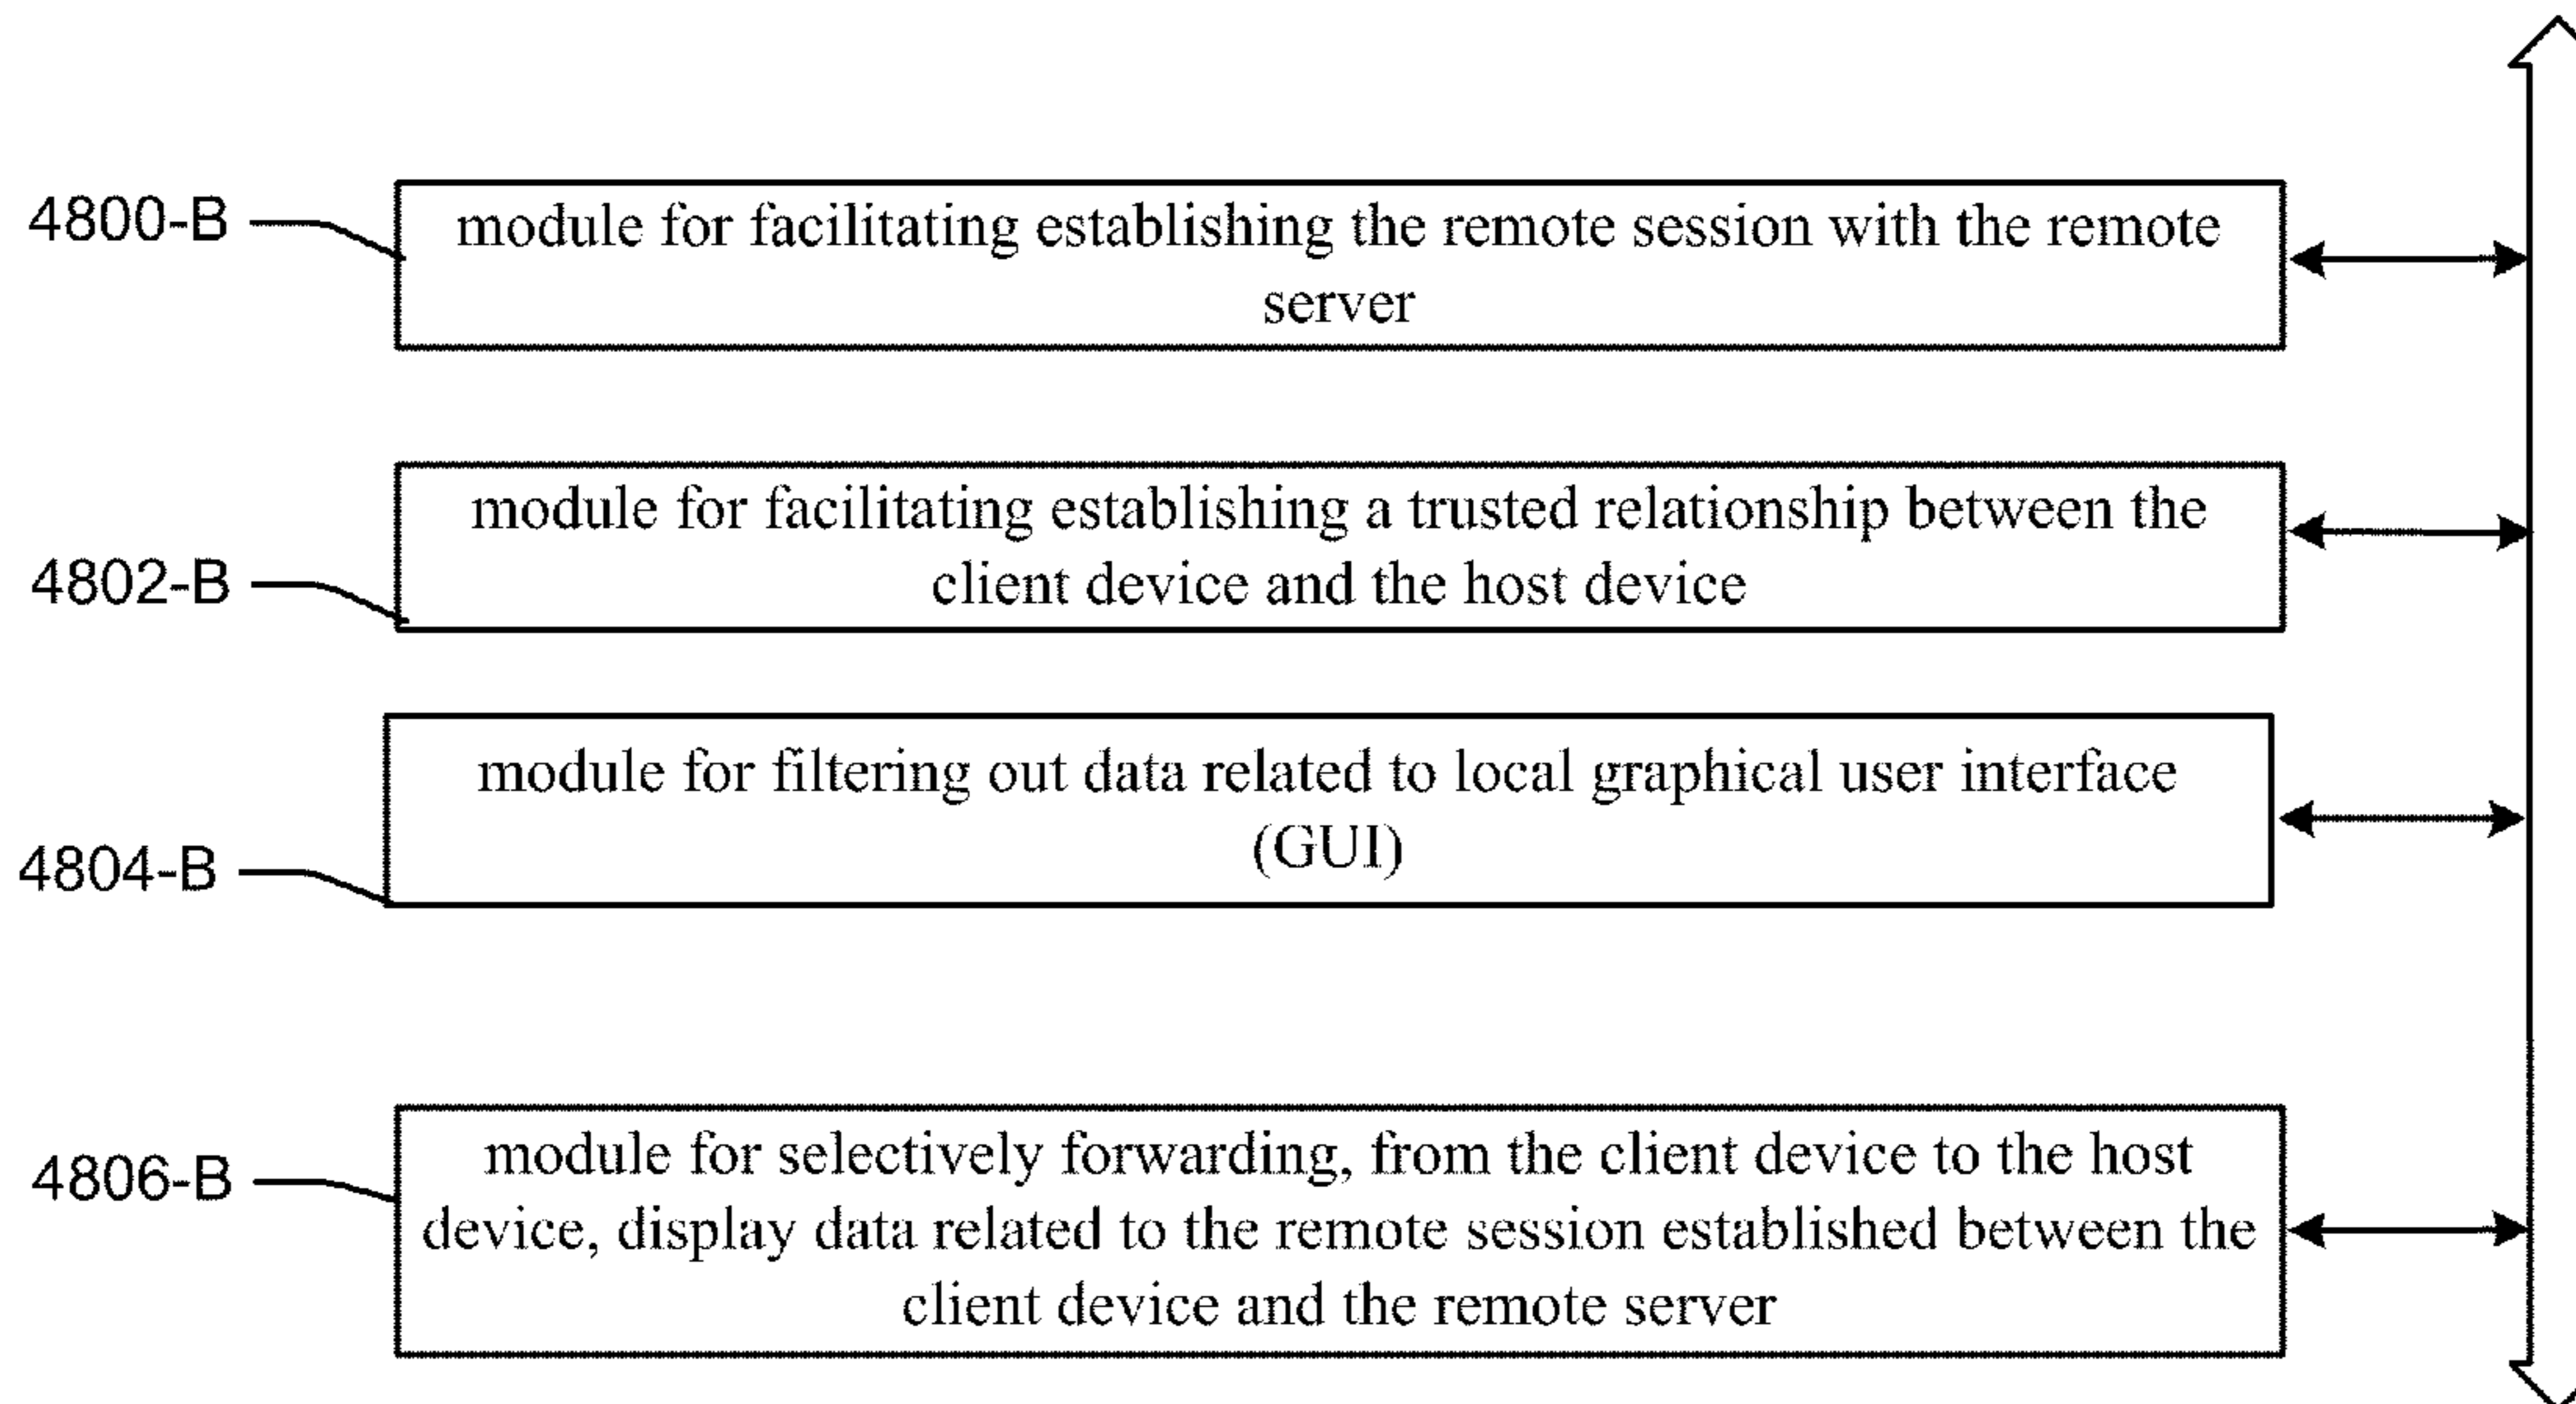 4800-B
module for facilitating establishing the remote session with the remote
server
4802-B
module for facilitating establishing a trusted relationship between the
client device and the host device
4804-B
module for filtering out data related to local graphical user interface
(GUI)
4806-B
module for selectively forwarding, from the client device to the host
device, display data related to the remote session established between the
client device and the remote server